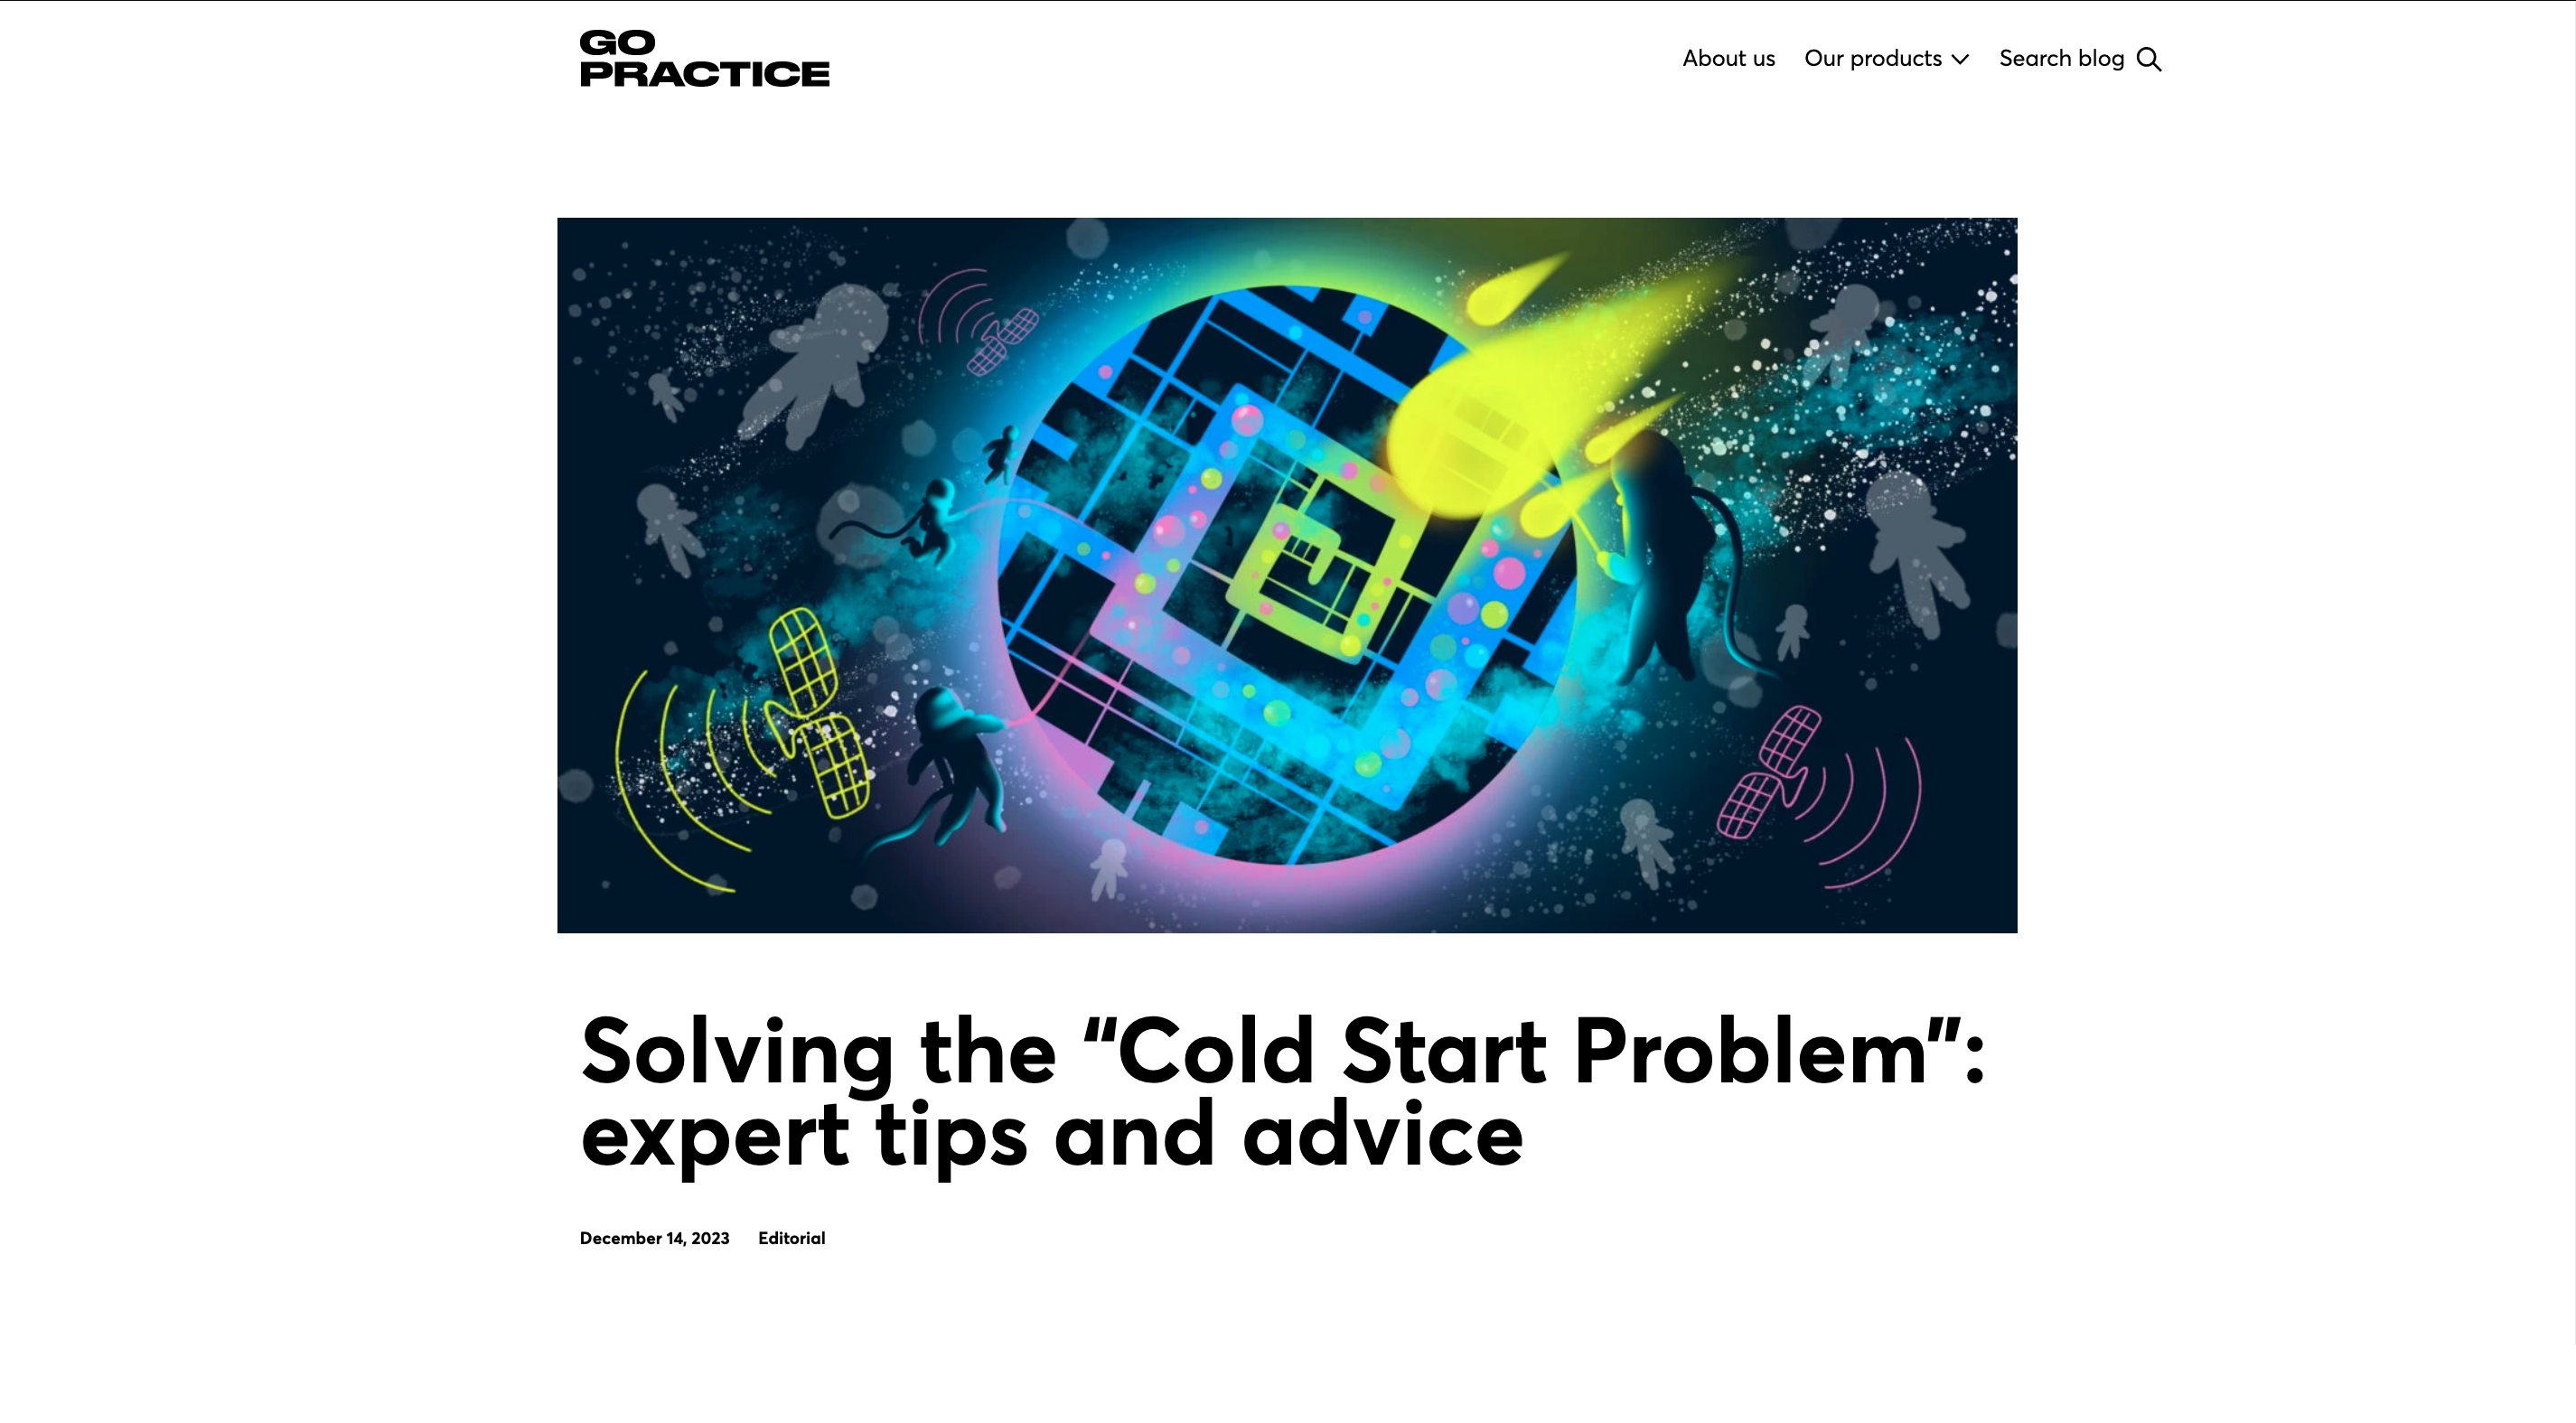 GO
PRACTICE
About us
Our products
Search blog
Solving the “Cold Start Problem”:
expert tips and advice
December 14, 2023
Editorial